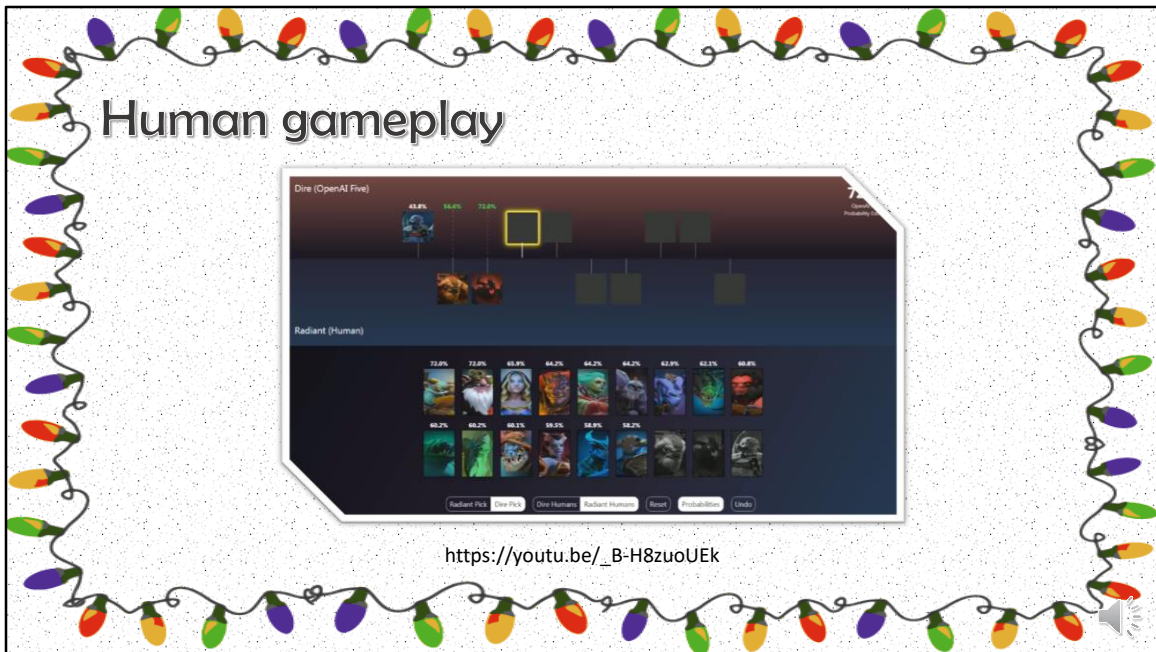 Human gameplay
Dire (OpenAI Five)
43.8% 56.4% 72.0%
Probability
Radiant (Human)
72.0% 72.0% 65.9% 64.2% 64.2% 64.2% 62.9% 62.1% 60.8%
60.2% 60.2% 60.1% 59.5% 58.9% 58.2%
Radiant Pick Dire Pick Dire Humans Radiant Humans Reset Probabilities Undo
https://youtu.be/_B-H8zuoUEk